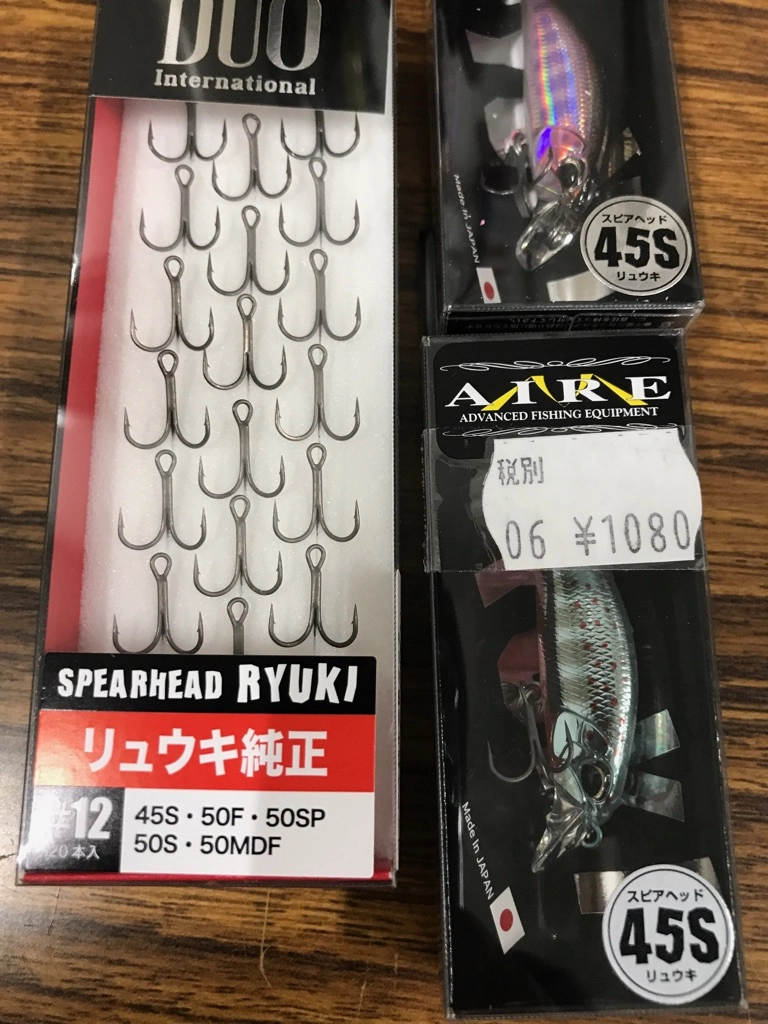 DUO
International
SPEARHEAD RYUKI
リュウキ純正
#12
20本入
45S・50F・50SP
50S・50MDF
Made in JAPAN
スピアヘッド
45S
リュウキ
AIRE
ADVANCED FISHING EQUIPMENT
税別
06 ¥1080
Made in JAPAN
スピアヘッド
45S
リュウキ